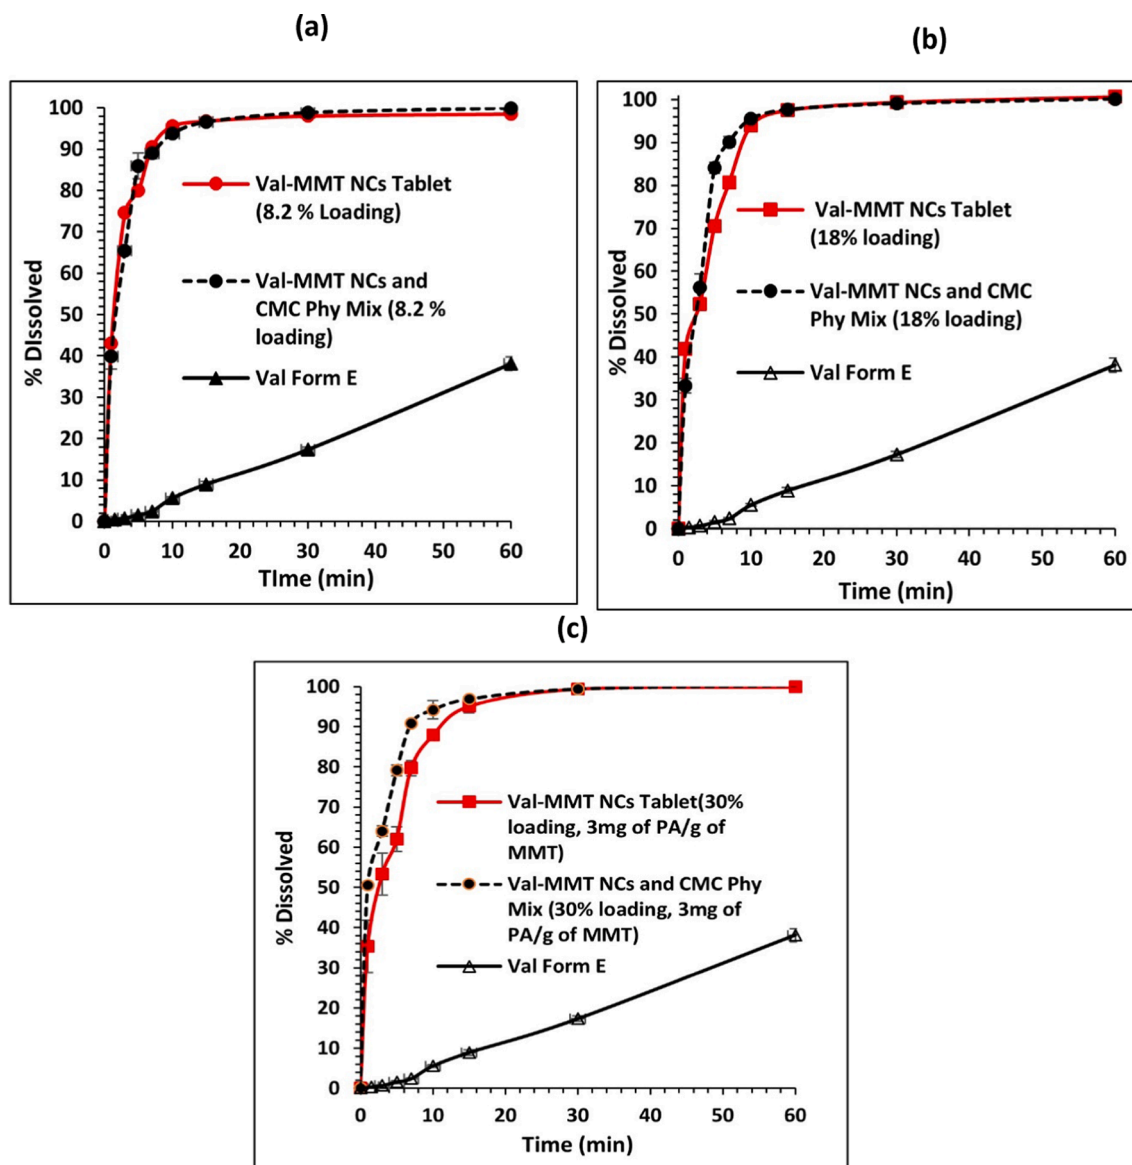 (a)
100
90
80
70
60
50
40
30
20
10
0
% DIssolved
Val-MMT NCs Tablet
(8.2 % Loading)
Val-MMT NCs and
CMC Phy Mix (8.2 %
loading)
Val Form E
0 10 20 30 40 50 60
TIme (min)
(b)
100
90
80
70
60
50
40
30
20
10
0
% Dissolved
Val-MMT NCs Tablet
(18% loading)
Val-MMT NCs and CMC
Phy Mix (18% loading)
Val Form E
0 10 20 30 40 50 60
Time (min)
(c)
100
90
80
70
60
50
40
30
20
10
0
% Dissolved
Val-MMT NCs Tablet(30%
loading, 3mg of PA/g of
MMT)
Val-MMT NCs and CMC Phy
Mix (30% loading, 3mg of
PA/g of MMT)
Val Form E
0 10 20 30 40 50 60
Time (min)